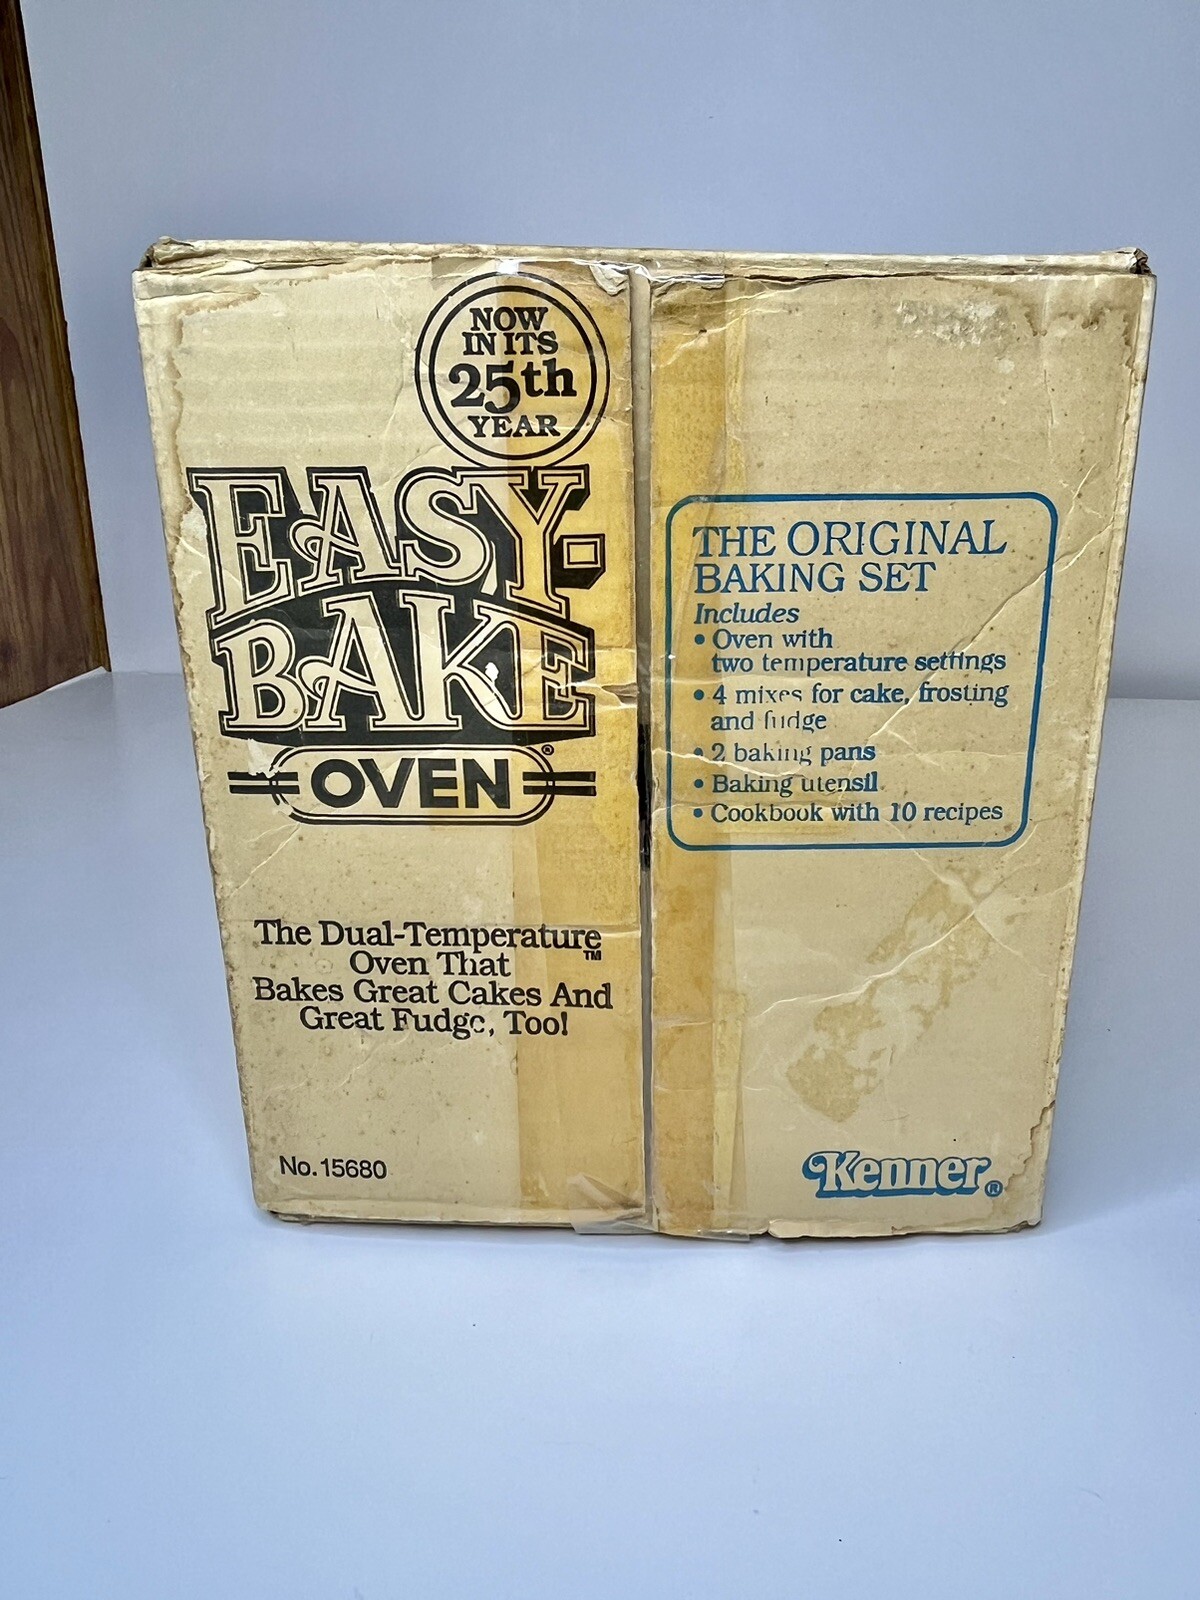 NOW
IN ITS
25th
YEAR
EASY-
BAKE
OVEN®
The Dual-Temperature™
Oven That
Bakes Great Cakes And
Great Fudge, Too!
No. 15680
THE ORIGINAL
BAKING SET
Includes
• Oven with
two temperature settings
• 4 mixes for cake, frosting
and fudge
• 2 baking pans
• Baking utensil
• Cookbook with 10 recipes
Kenner®